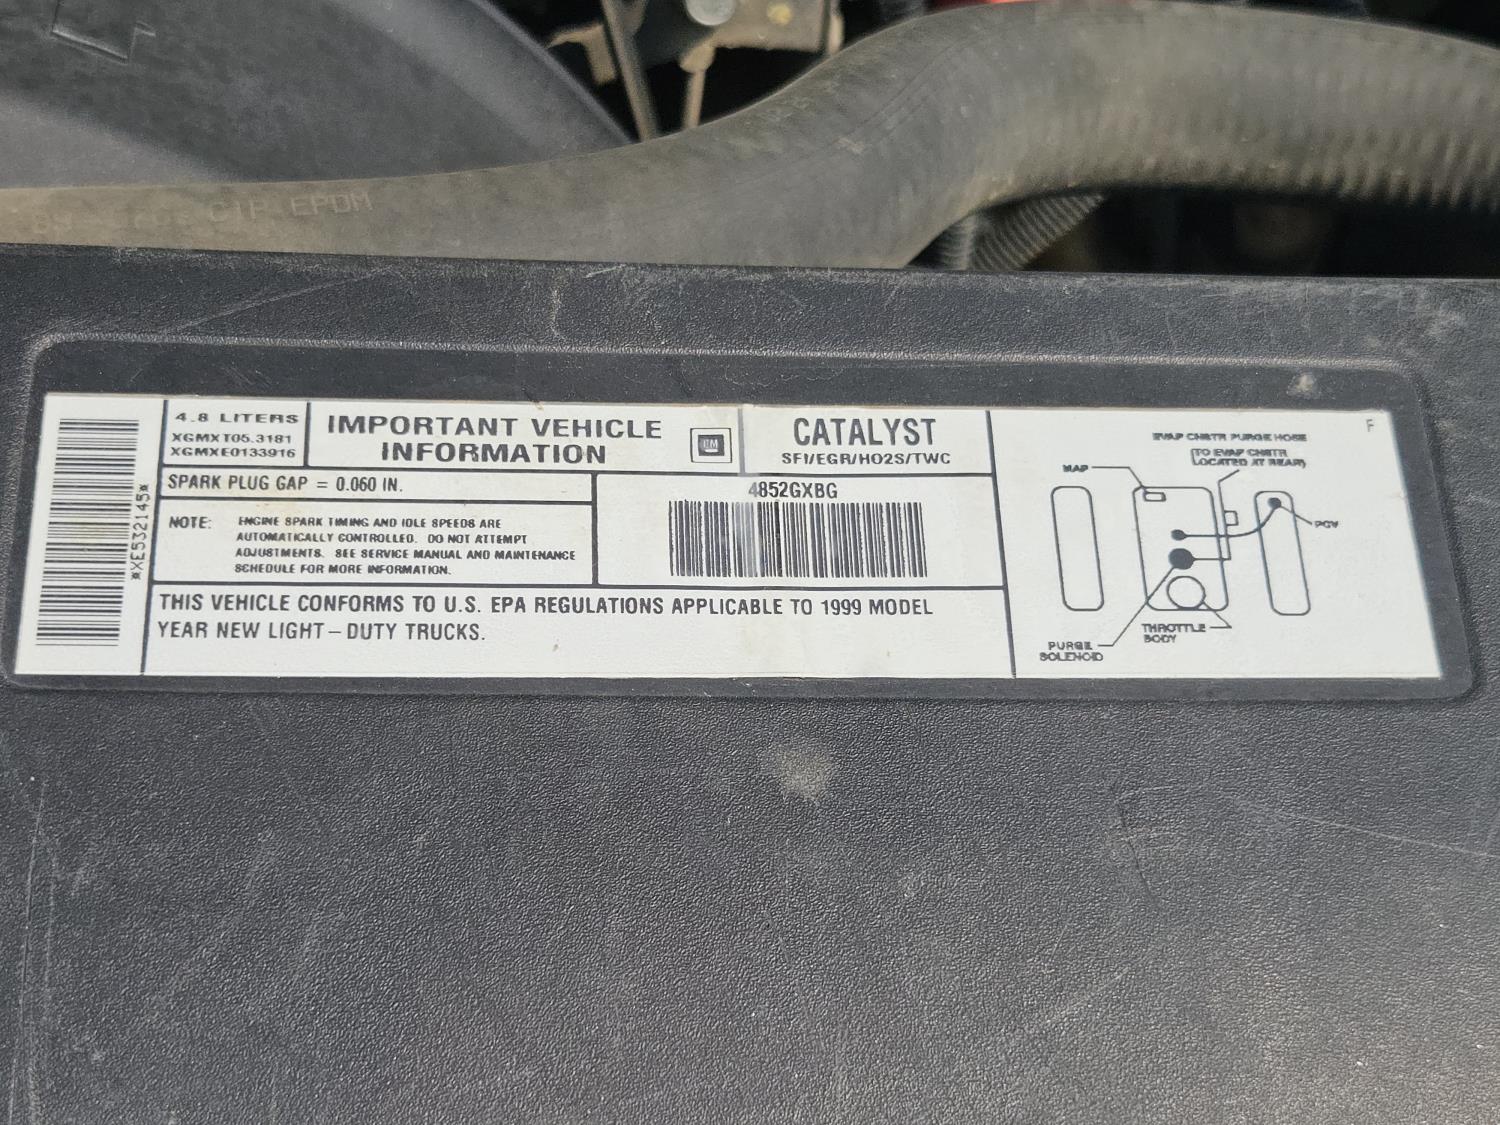 C1P EPDM
*XE532145*
4.8 LITERS
XGMXT05.3181
XGMXE0133916
IMPORTANT VEHICLE
INFORMATION
GM
CATALYST
SFI/EGR/HO2S/TWC
SPARK PLUG GAP = 0.060 IN.
NOTE: ENGINE SPARK TIMING AND IDLE SPEEDS ARE
AUTOMATICALLY CONTROLLED. DO NOT ATTEMPT
ADJUSTMENTS. SEE SERVICE MANUAL AND MAINTENANCE
SCHEDULE FOR MORE INFORMATION.
4852GXBG
THIS VEHICLE CONFORMS TO U.S. EPA REGULATIONS APPLICABLE TO 1999 MODEL
YEAR NEW LIGHT-DUTY TRUCKS.
F
EVAP CNSTR PURGE HOSE
(TO EVAP CNSTR
LOCATED AT REAR)
MAP
PCV
THROTTLE
BODY
PURGE
SOLENOID